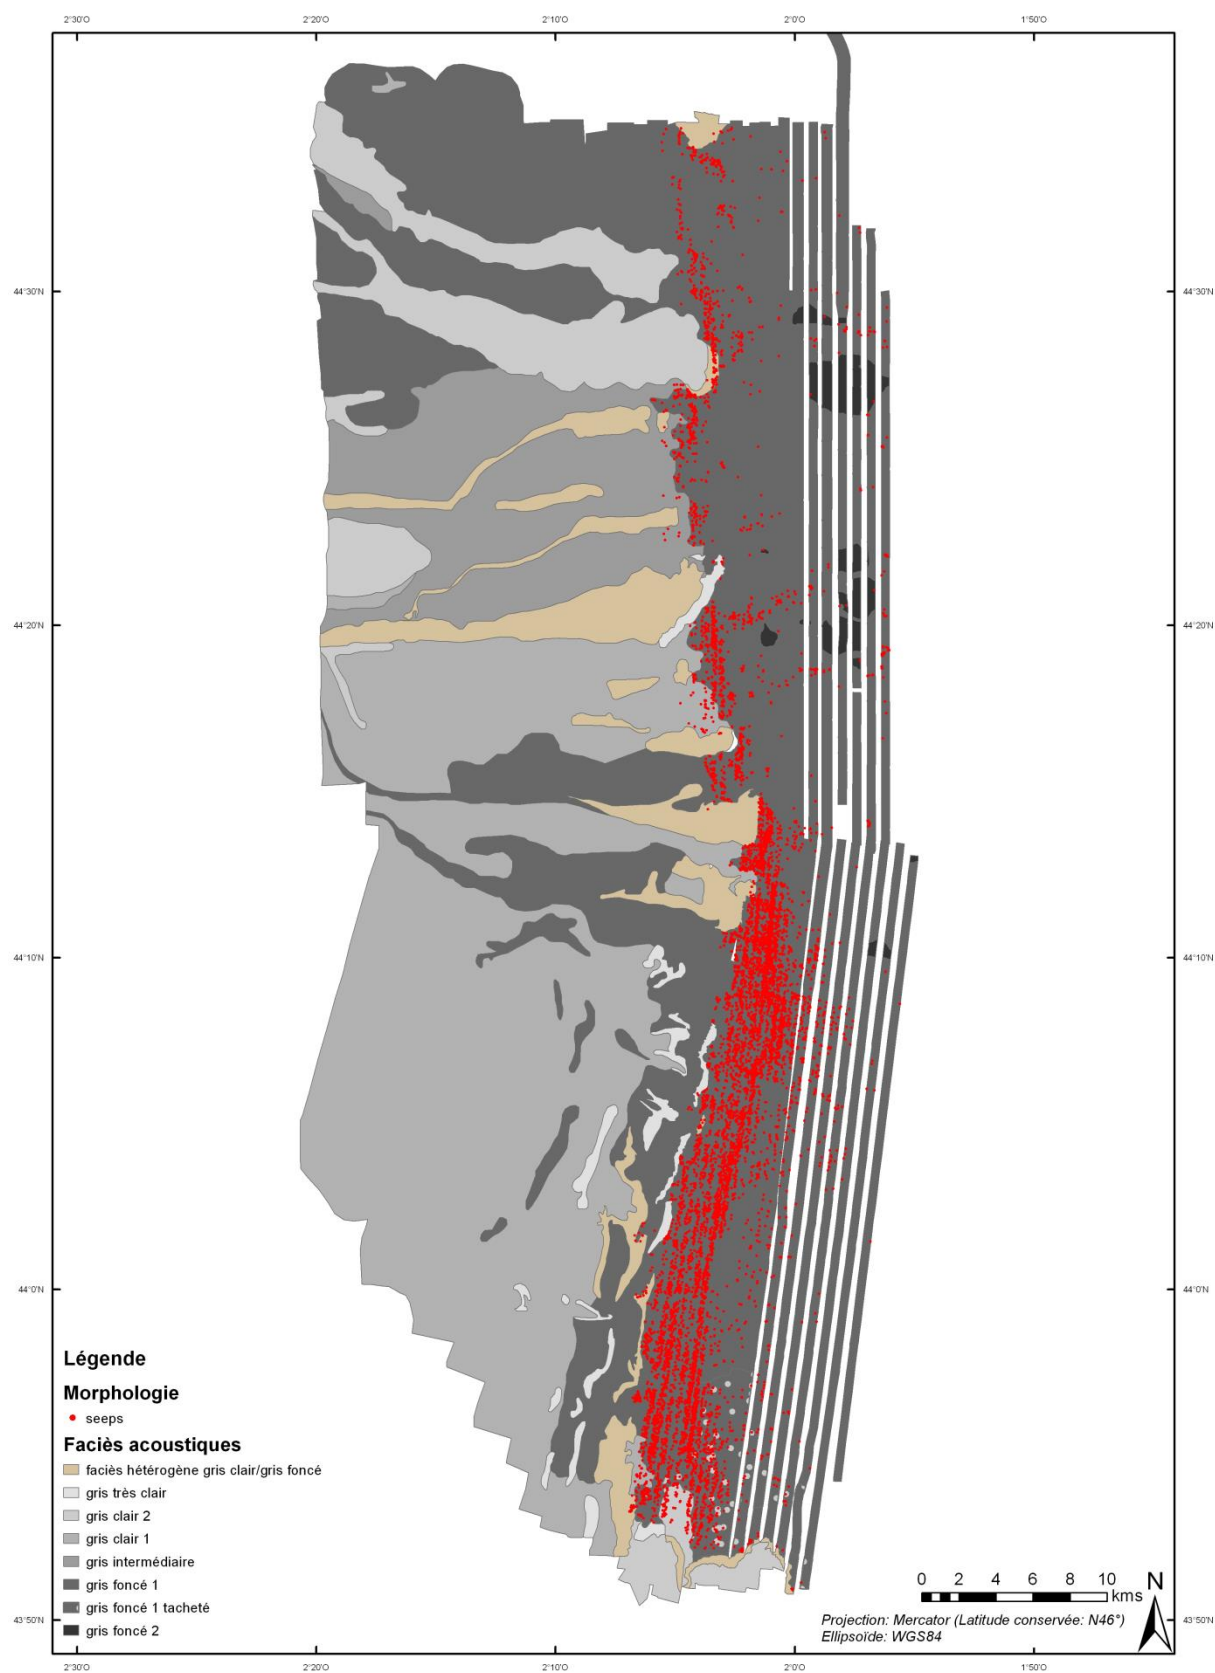 2°30'O 2°20'O 2°10'O 2°0'O 1°50'O
44°30'N 44°30'N
44°20'N 44°20'N
44°10'N 44°10'N
44°0'N 44°0'N
Légende
Morphologie
seeps
Faciès acoustiques
faciès hétérogène gris clair/gris foncé
gris très clair
gris clair 2
gris clair 1
gris intermédiaire
gris foncé 1
gris foncé 1 tacheté
gris foncé 2
0 2 4 6 8 10
kms
N
Projection: Mercator (Latitude conservée: N46°)
Ellipsoïde: WGS84
43°50'N 43°50'N
2°30'O 2°20'O 2°10'O 2°0'O 1°50'O